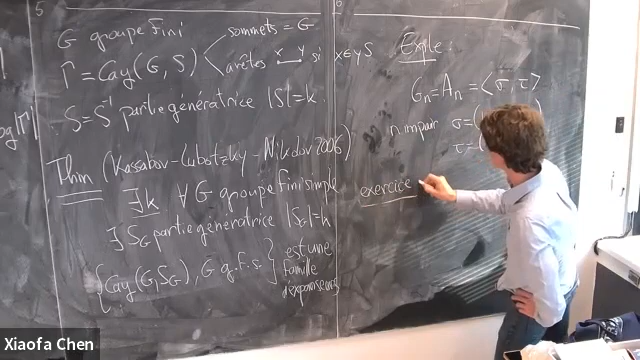 5
G groupe fini
Γ = Cay(G, S) < sommets = G
arêtes x y si x∈yS
S = S⁻¹ partie génératrice |S|=k.
Thm (Kassabov-Lubotzky-Nikolov 2006)
∃k ∀G groupe fini simple
∃S_G partie génératrice |S_G|=k
{Cay(G,S_G), G g.f.s.} est une famille d'expanseurs
6
Exple:
G_n = A_n = <σ, τ>
n impair σ=(
τ=(
exercice
Xiaofa Chen